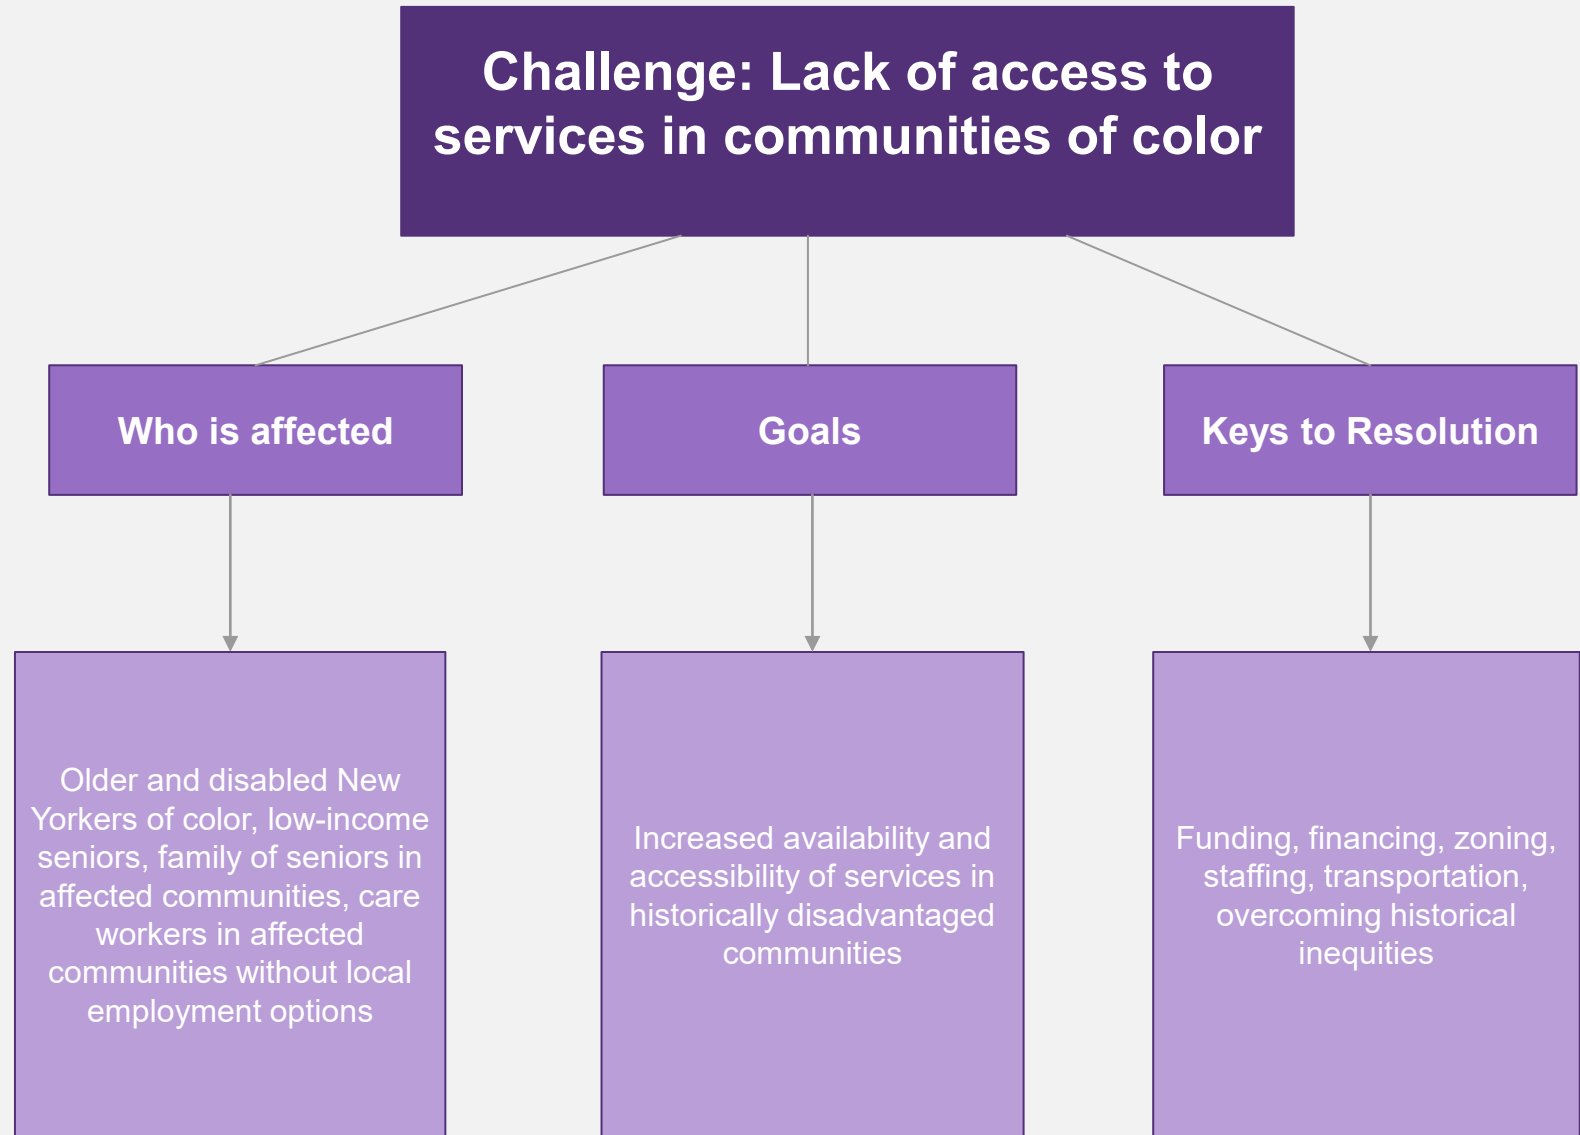 Challenge: Lack of access to
services in communities of color
Who is affected
Goals
Keys to Resolution
Older and disabled New
Yorkers of color, low-income
seniors, family of seniors in
affected communities, care
workers in affected
communities without local
employment options
Increased availability and
accessibility of services in
historically disadvantaged
communities
Funding, financing, zoning,
staffing, transportation,
overcoming historical
inequities